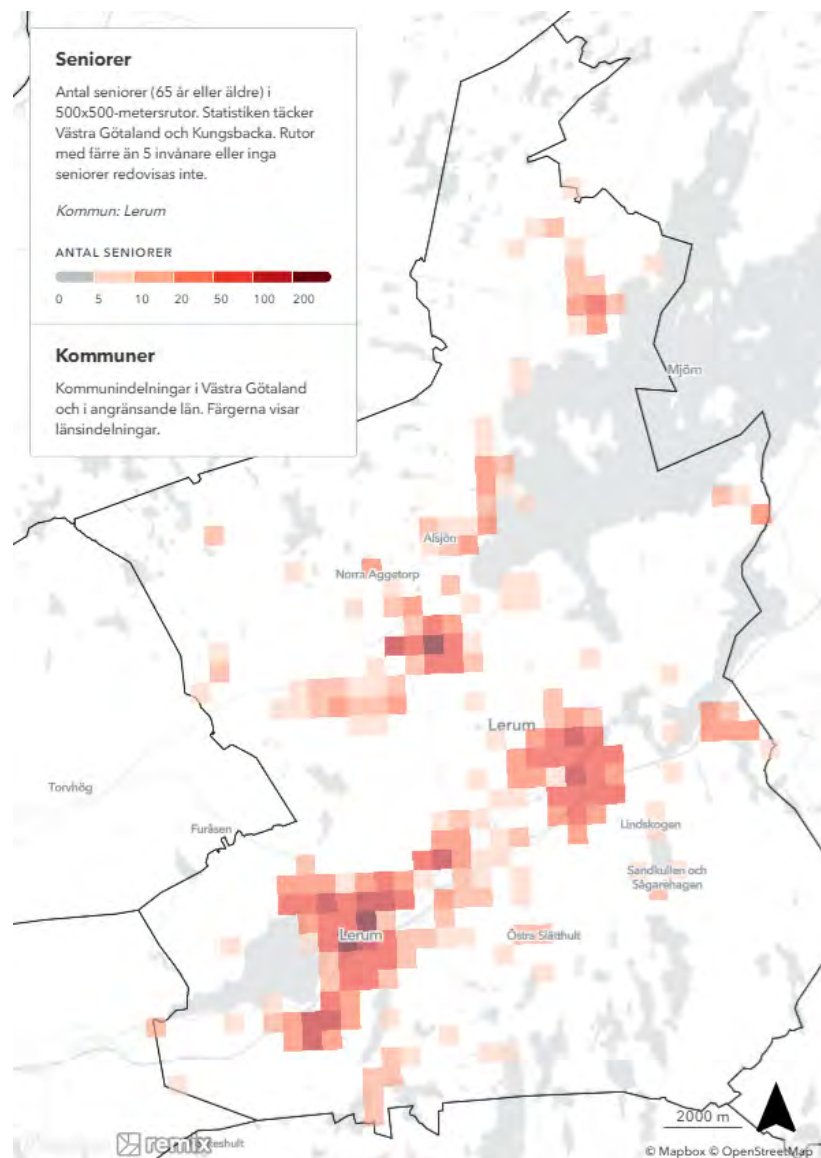 Seniorer
Antal seniorer (65 år eller äldre) i
500x500-metersrutor. Statistiken täcker
Västra Götaland och Kungsbacka. Rutor
med färre än 5 invånare eller inga
seniorer redovisas inte.
Kommun: Lerum
ANTAL SENIORER
0 5 10 20 50 100 200
Kommuner
Kommunindelningar i Västra Götaland
och i angränsande län. Färgerna visar
länsindelningar.
Mjörn
Alsjön
Norra Aggetorp
Lerum
Torvhög
Furåsen
Lindskogen
Sandkullen och
Sågarehagen
Lerum
Östra Slätthult
2000 m
remix
© Mapbox © OpenStreetMap